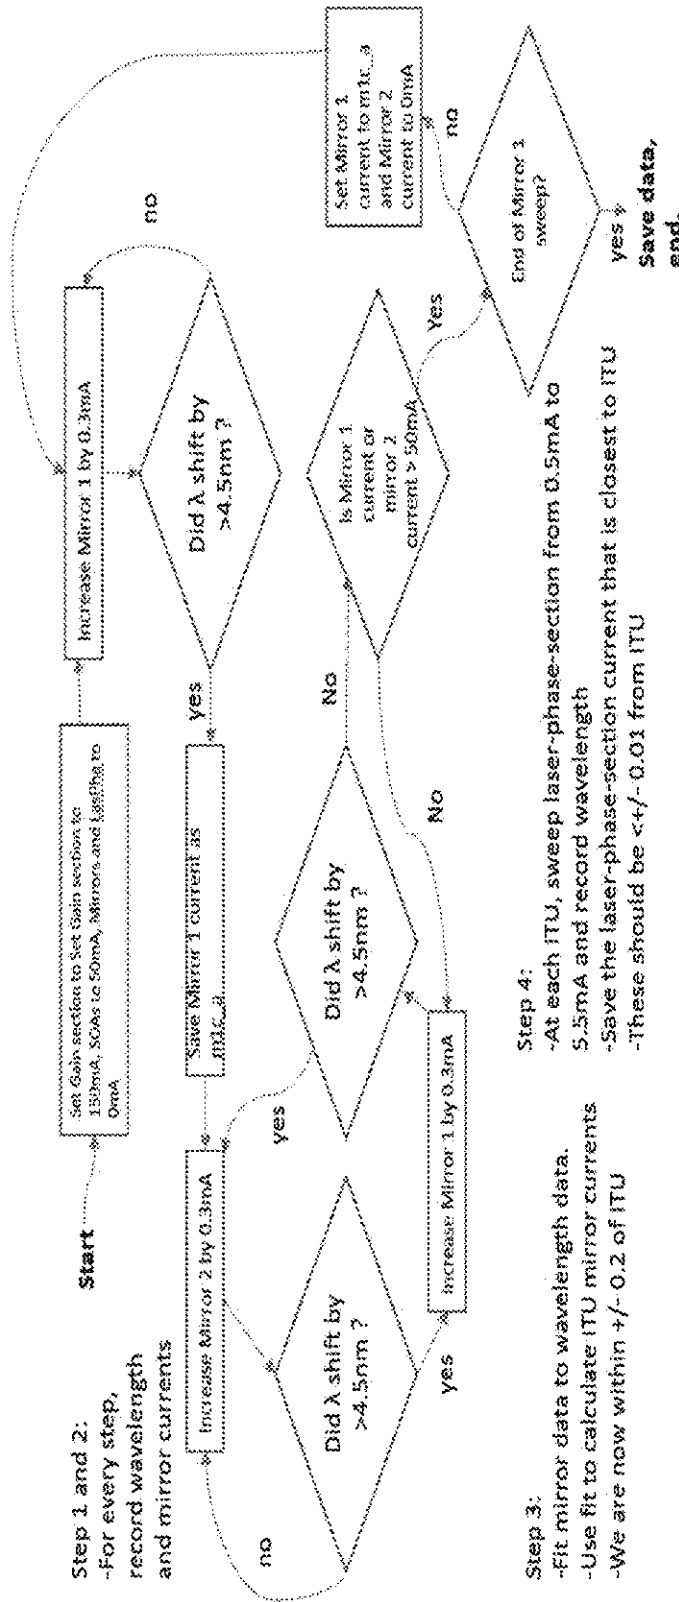 Step 1 and 2:
-For every step,
record wavelength
and mirror currents
Start
Set Gain section to Set Gain section to
150mA, SOAs to 50mA, Mirrors and LasPha to
0mA
Increase Mirror 1 by 0.3mA
Did λ shift by
>4.5nm ?
no
yes
Save Mirror 1 current as
m1c_a
Increase Mirror 2 by 0.3mA
Did λ shift by
>4.5nm ?
no
yes
Increase Mirror 1 by 0.3mA
Did λ shift by
>4.5nm ?
yes
No
Is Mirror 1
current or
mirror 2
current > 50mA
No
Yes
End of Mirror 1
sweep?
no
Set Mirror 1
current to m1c_a
and Mirror 2
current to 0mA
yes
Save data,
end.
Step 3:
-Fit mirror data to wavelength data.
-Use fit to calculate ITU mirror currents
-We are now within +/- 0.2 of ITU
Step 4:
-At each ITU, sweep laser-phase-section from 0.5mA to
5.5mA and record wavelength
-Save the laser-phase-section current that is closest to ITU
-These should be <+/- 0.01 from ITU